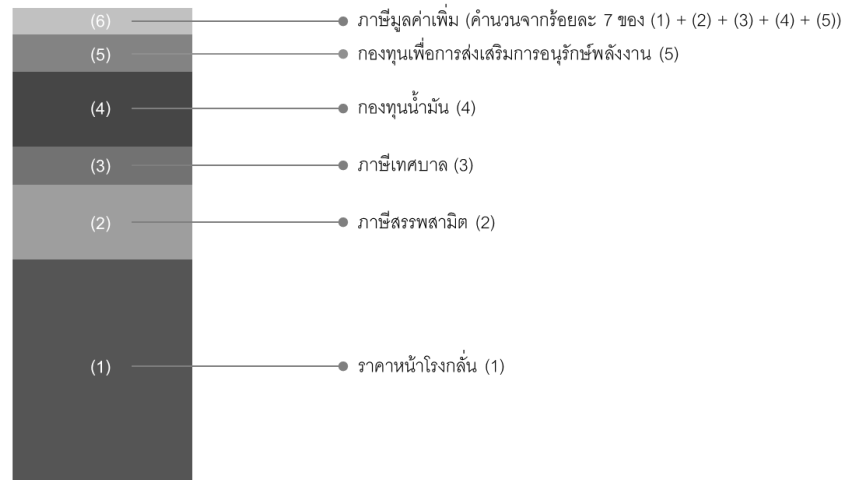 (6) ภาษีมูลค่าเพิ่ม (คำนวนจากร้อยละ 7 ของ (1) + (2) + (3) + (4) + (5))
(5) กองทุนเพื่อการส่งเสริมการอนุรักษ์พลังงาน (5)
(4) กองทุนน้ำมัน (4)
(3) ภาษีเทศบาล (3)
(2) ภาษีสรรพสามิต (2)
(1) ราคาหน้าโรงกลั่น (1)